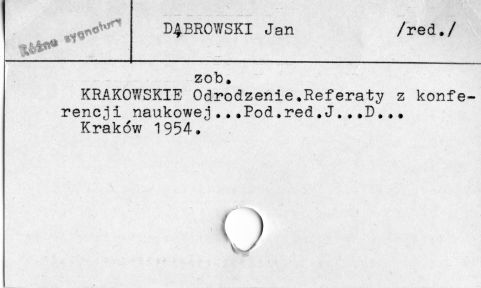 Różne sygnatury
DĄBROWSKI Jan /red./
zob.
KRAKOWSKIE Odrodzenie.Referaty z konfe-
rencji naukowej...Pod.red.J...D...
Kraków 1954.